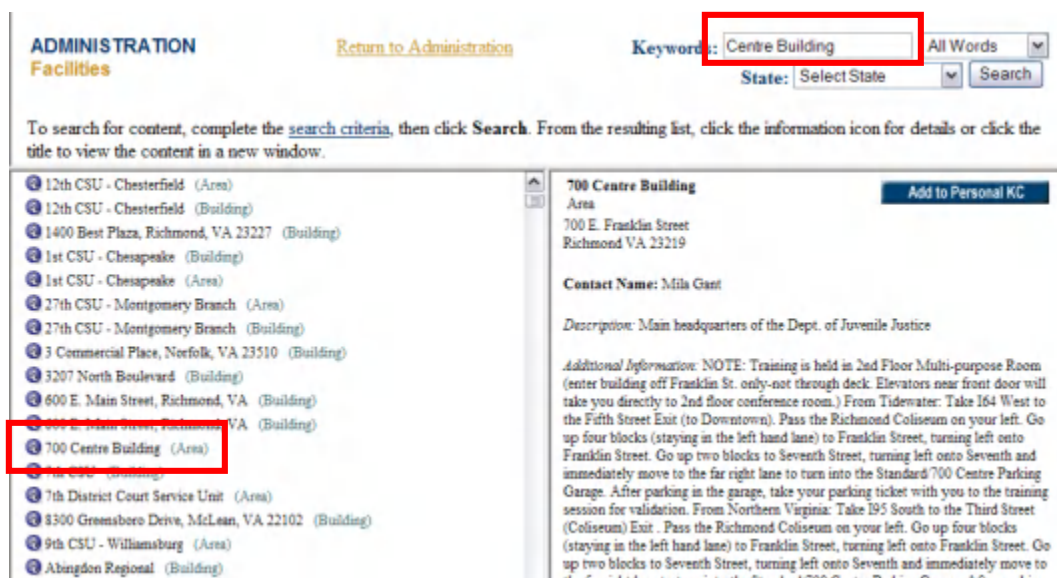 ADMINISTRATION
Facilities
Return to Administration
Keywords: Centre Building All Words
State: Select State Search
To search for content, complete the search criteria, then click Search. From the resulting list, click the information icon for details or click the
title to view the content in a new window.
12th CSU - Chesterfield (Area)
12th CSU - Chesterfield (Building)
1400 Best Plaza, Richmond, VA 23227 (Building)
1st CSU - Chesapeake (Building)
1st CSU - Chesapeake (Area)
27th CSU - Montgomery Branch (Area)
27th CSU - Montgomery Branch (Building)
3 Commercial Place, Norfolk, VA 23510 (Building)
3207 North Boulevard (Building)
600 E. Main Street, Richmond, VA (Building)
600 E. Main Street, Richmond, VA (Building)
700 Centre Building (Area)
7th CSU (Building)
7th District Court Service Unit (Area)
8300 Greensboro Drive, McLean, VA 22102 (Building)
9th CSU - Williamsburg (Area)
Abingdon Regional (Building)
700 Centre Building
Add to Personal KC
Area
700 E. Franklin Street
Richmond VA 23219
Contact Name: Mila Gant
Description: Main headquarters of the Dept. of Juvenile Justice
Additional Information: NOTE: Training is held in 2nd Floor Multi-purpose Room
(enter building off Franklin St. only-not through deck. Elevators near front door will
take you directly to 2nd floor conference room.) From Tidewater: Take I64 West to
the Fifth Street Exit (to Downtown). Pass the Richmond Coliseum on your left. Go
up four blocks (staying in the left hand lane) to Franklin Street, turning left onto
Franklin Street. Go up two blocks to Seventh Street, turning left onto Seventh and
immediately move to the far right lane to turn into the Standard/700 Centre Parking
Garage. After parking in the garage, take your parking ticket with you to the training
session for validation. From Northern Virginia: Take I95 South to the Third Street
(Coliseum) Exit . Pass the Richmond Coliseum on your left. Go up four blocks
(staying in the left hand lane) to Franklin Street, turning left onto Franklin Street. Go
up two blocks to Seventh Street, turning left onto Seventh and immediately move to